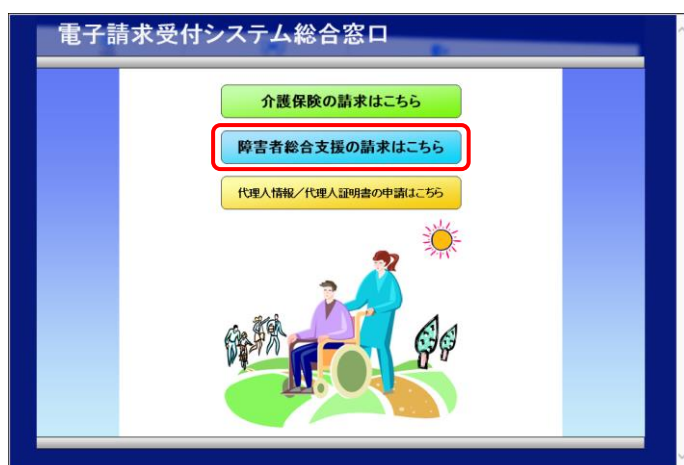 電子請求受付システム総合窓口
介護保険の請求はこちら
障害者総合支援の請求はこちら
代理人情報／代理人証明書の申請はこちら